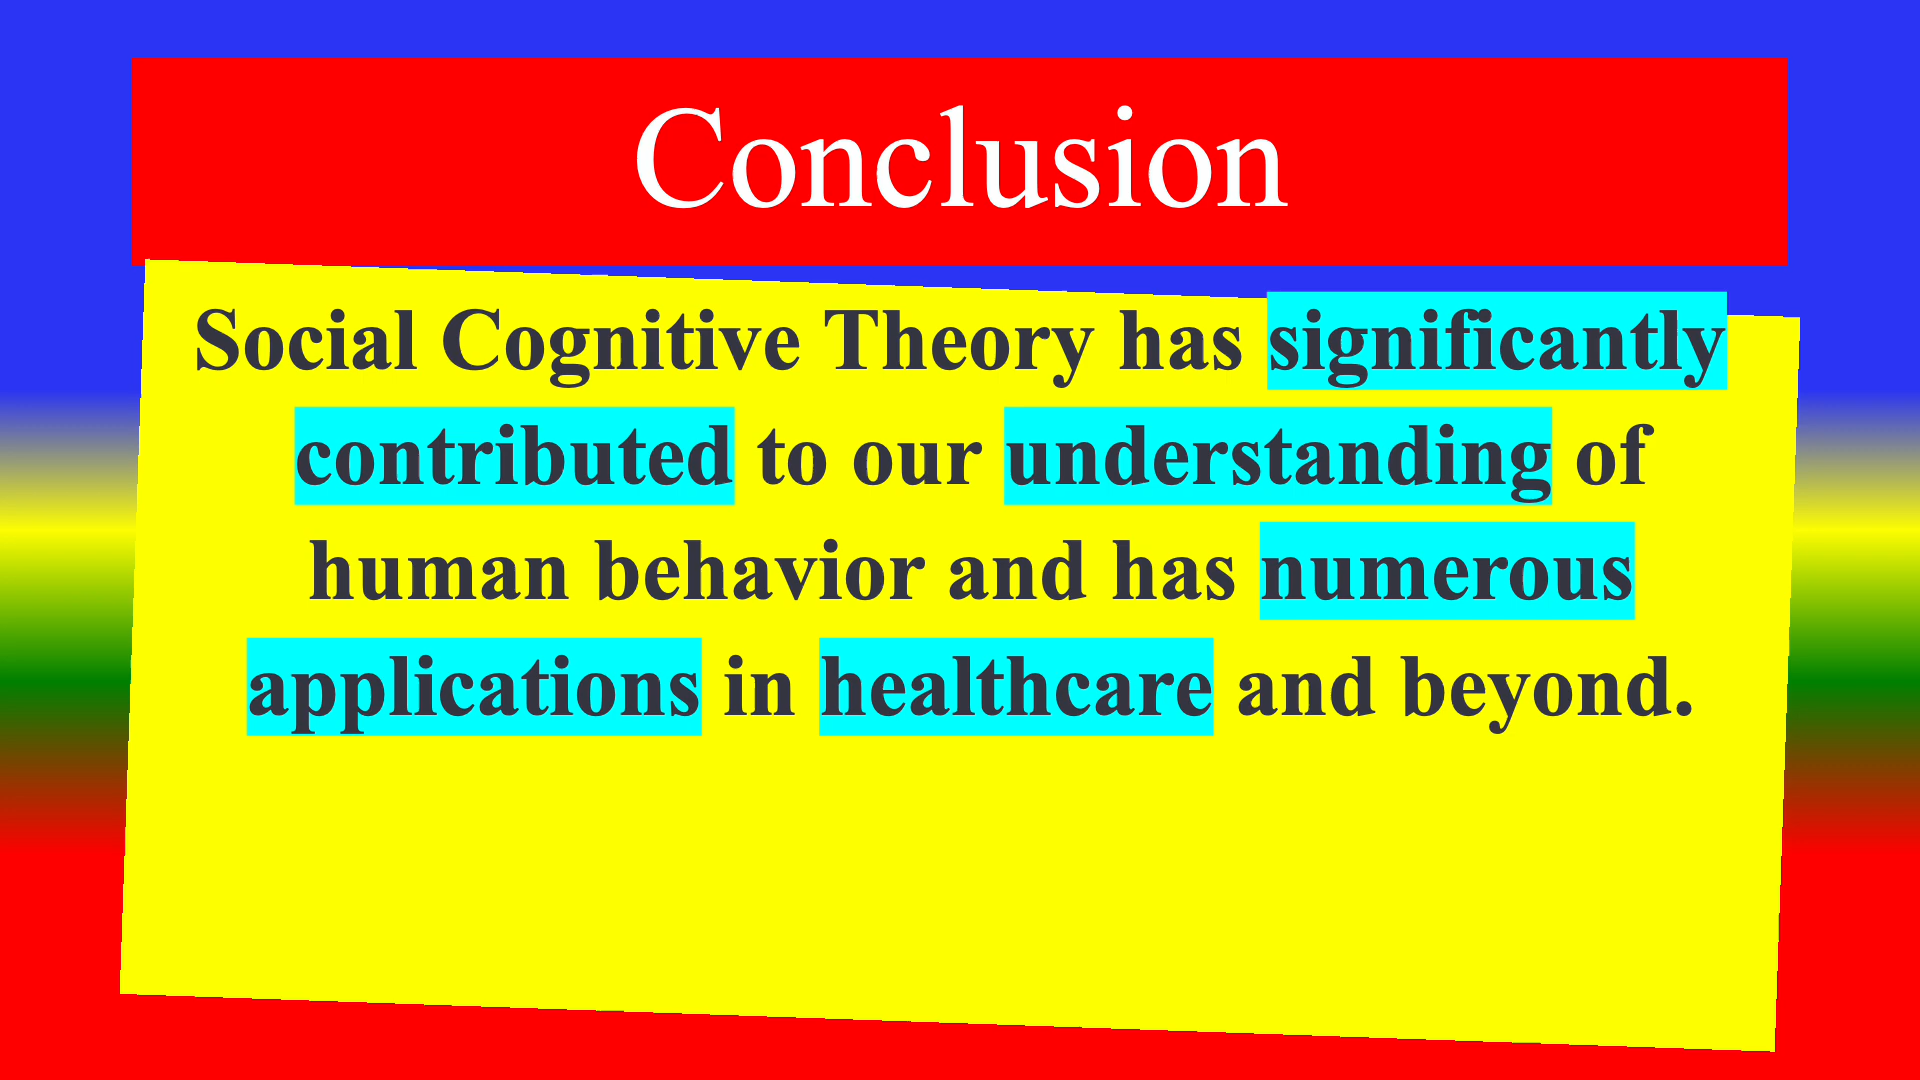 Conclusion
Social Cognitive Theory has significantly
contributed to our understanding of
human behavior and has numerous
applications in healthcare and beyond.